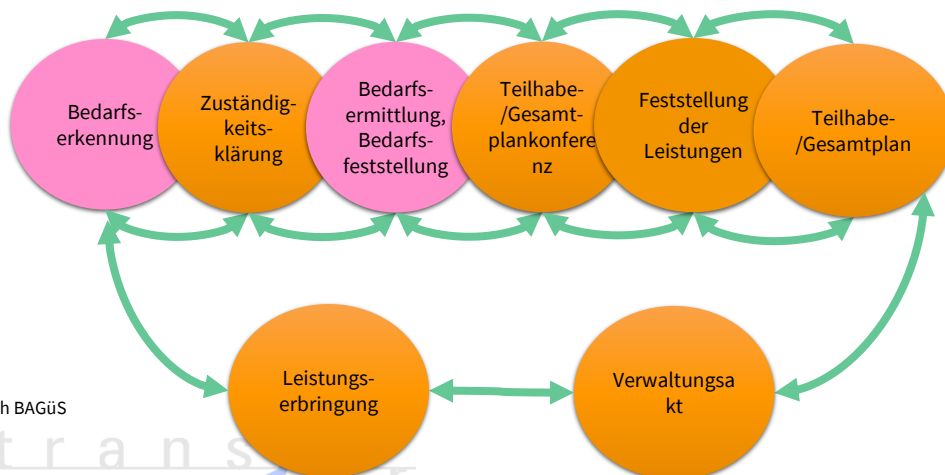 Bedarfs-
erkennung
Zuständig-
keits-
klärung
Bedarfs-
ermittlung,
Bedarfs-
feststellung
Teilhabe-
/Gesamt-
plankonfere
nz
Feststellung
der
Leistungen
Teilhabe-
/Gesamtplan
Leistungs-
erbringung
Verwaltungsa
kt
h BAGüS
trans